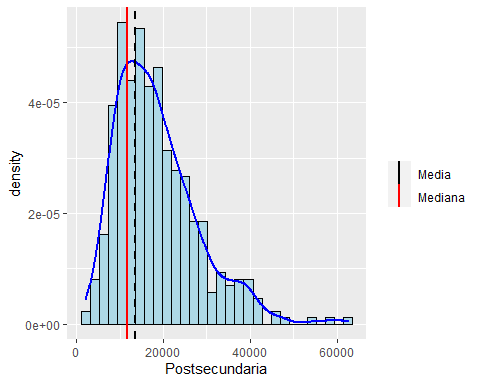 density
4e-05
2e-05
0e+00
0
20000
40000
60000
Postsecundaria
Media
Mediana